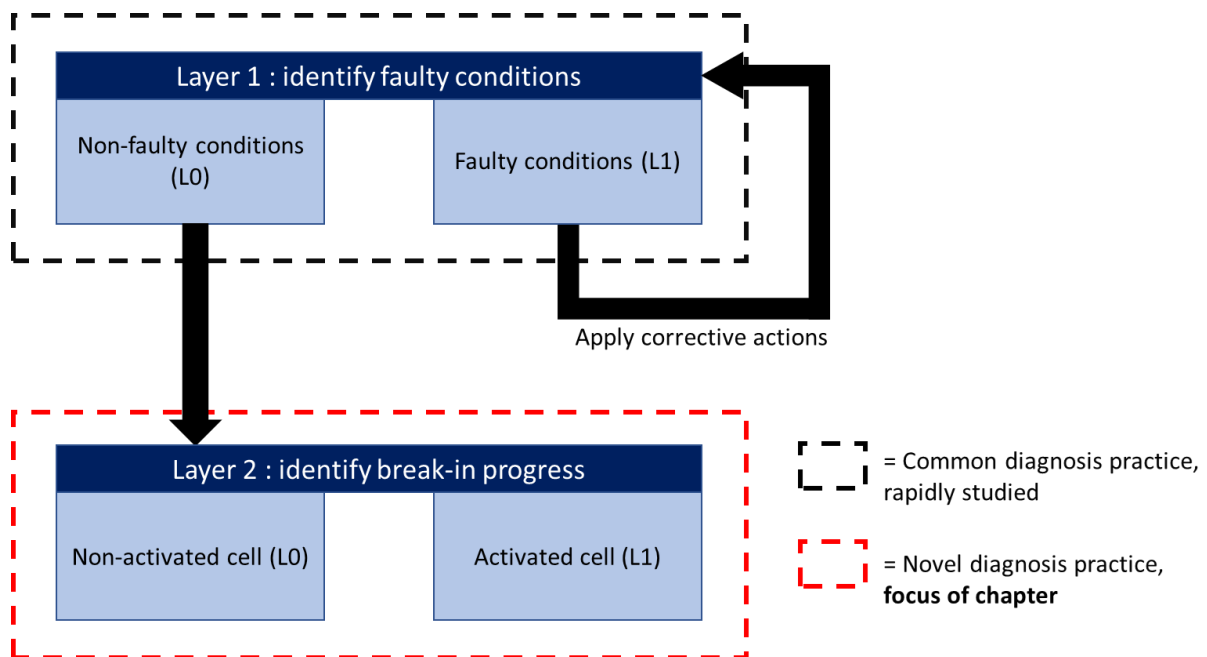 Layer 1 : identify faulty conditions
Non-faulty conditions
(L0)
Faulty conditions (L1)
Apply corrective actions
Layer 2 : identify break-in progress
Non-activated cell (L0)
Activated cell (L1)
= Common diagnosis practice,
rapidly studied
= Novel diagnosis practice,
focus of chapter